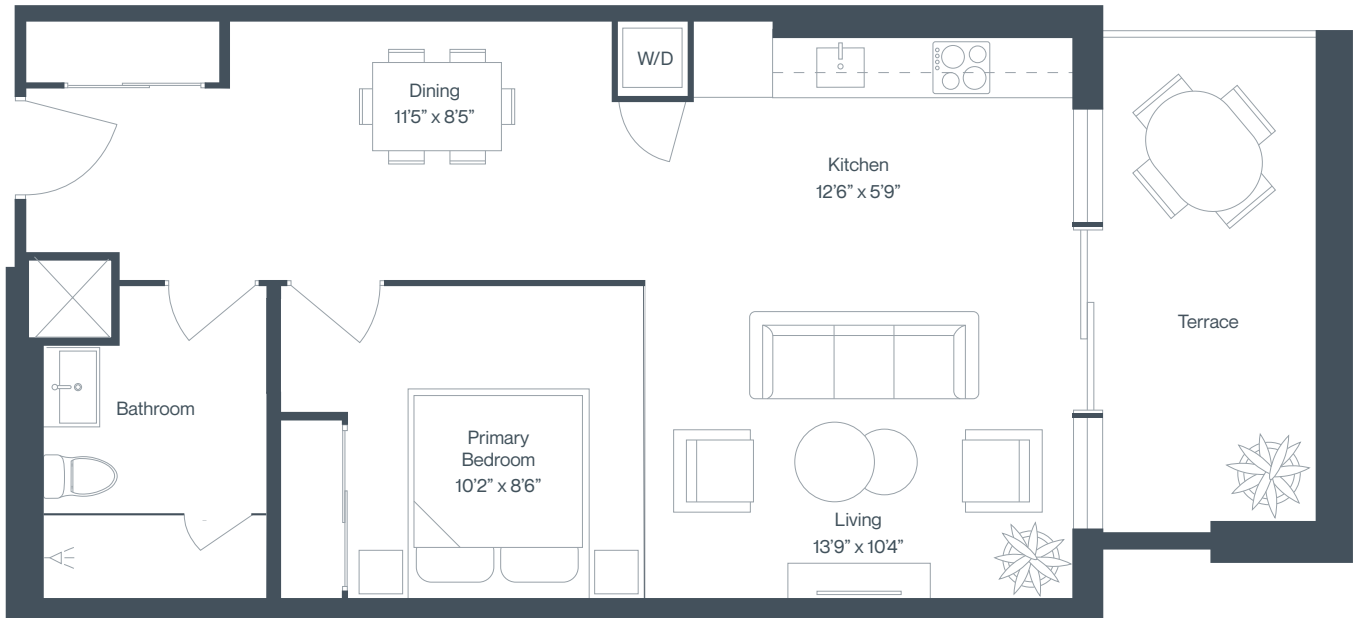 W/D
Dining
11’5” x 8’5”
Kitchen
12’6” x 5’9”
Terrace
Bathroom
Primary
Bedroom
10’2” x 8’6”
Living
13’9” x 10’4”